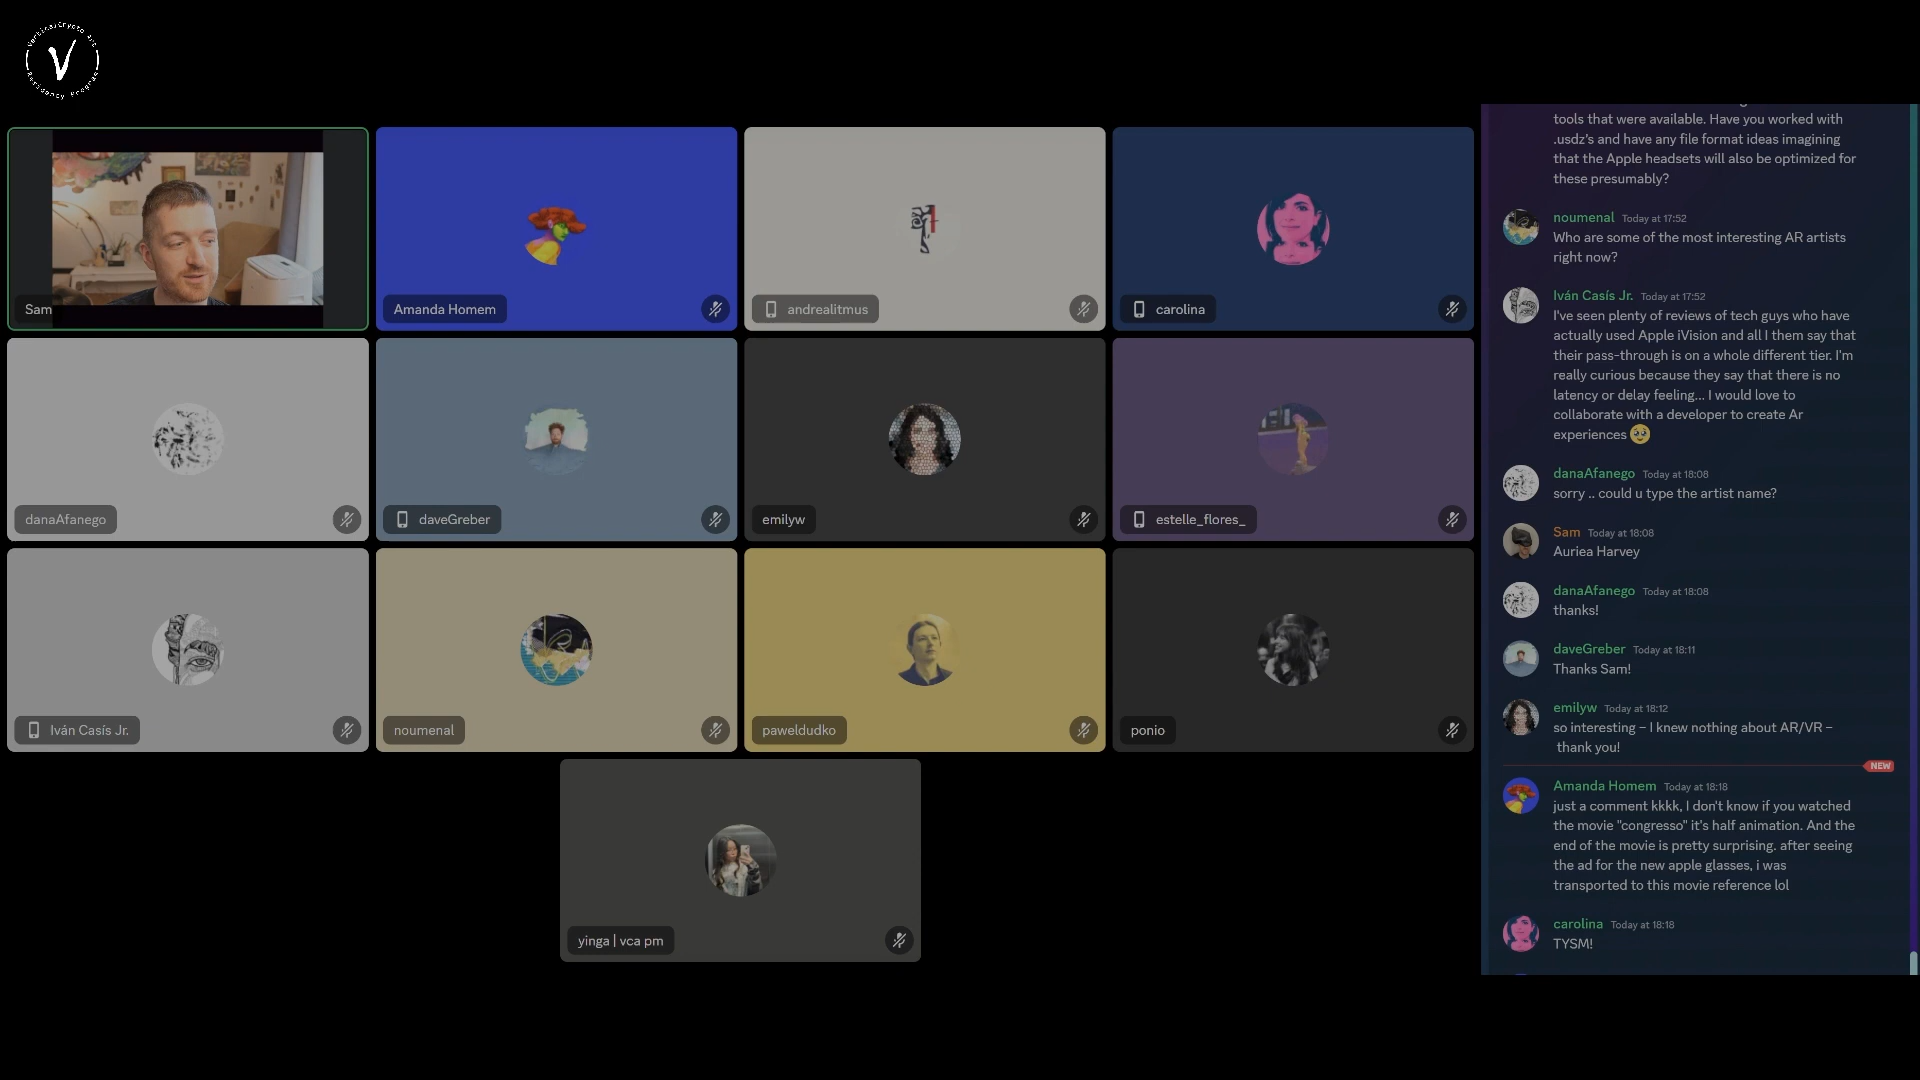 Vertical Crypto Art
Residency Program
V
Sam
Amanda Homem
andrealitmus
carolina
danaAfanego
daveGreber
emilyw
estelle_flores_
Iván Casís Jr.
noumenal
paweldudko
ponio
yinga | vca pm
tools that were available. Have you worked with
.usdz's and have any file format ideas imagining
that the Apple headsets will also be optimized for
these presumably?
noumenal Today at 17:52
Who are some of the most interesting AR artists
right now?
Iván Casís Jr. Today at 17:52
I've seen plenty of reviews of tech guys who have
actually used Apple iVision and all I them say that
their pass-through is on a whole different tier. I'm
really curious because they say that there is no
latency or delay feeling... I would love to
collaborate with a developer to create Ar
experiences 🥹
danaAfanego Today at 18:08
sorry .. could u type the artist name?
Sam Today at 18:08
Auriea Harvey
danaAfanego Today at 18:08
thanks!
daveGreber Today at 18:11
Thanks Sam!
emilyw Today at 18:12
so interesting – I knew nothing about AR/VR –
thank you!
NEW
Amanda Homem Today at 18:18
just a comment kkkk, I don't know if you watched
the movie "congresso" it's half animation. And the
end of the movie is pretty surprising. after seeing
the ad for the new apple glasses, i was
transported to this movie reference lol
carolina Today at 18:18
TYSM!